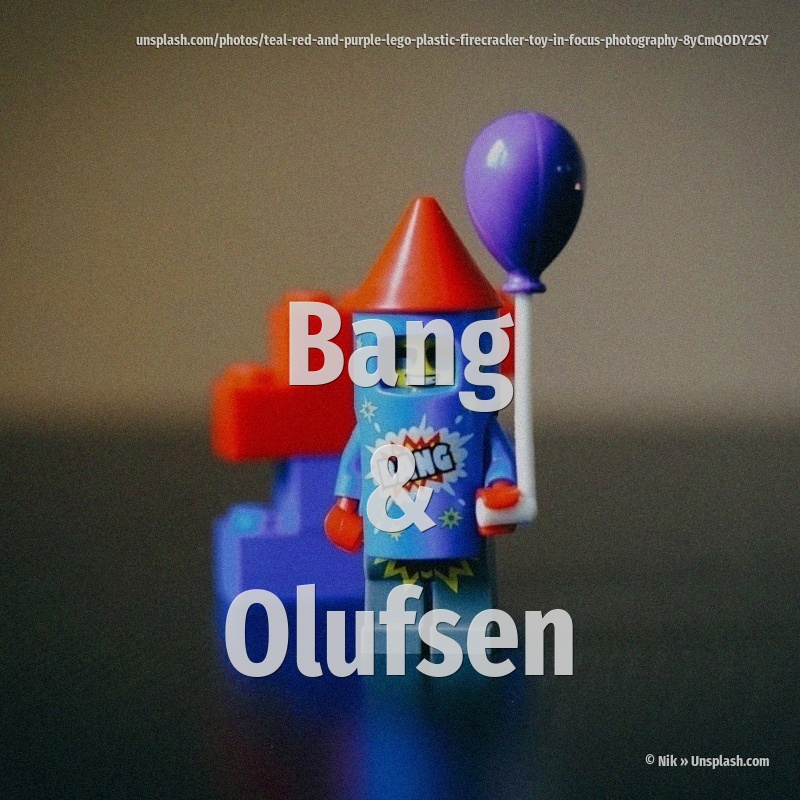 unsplash.com/photos/teal-red-and-purple-lego-plastic-firecracker-toy-in-focus-photography-8yCmQODY2SY
Bang
BANG
&
Olufsen
© Nik » Unsplash.com